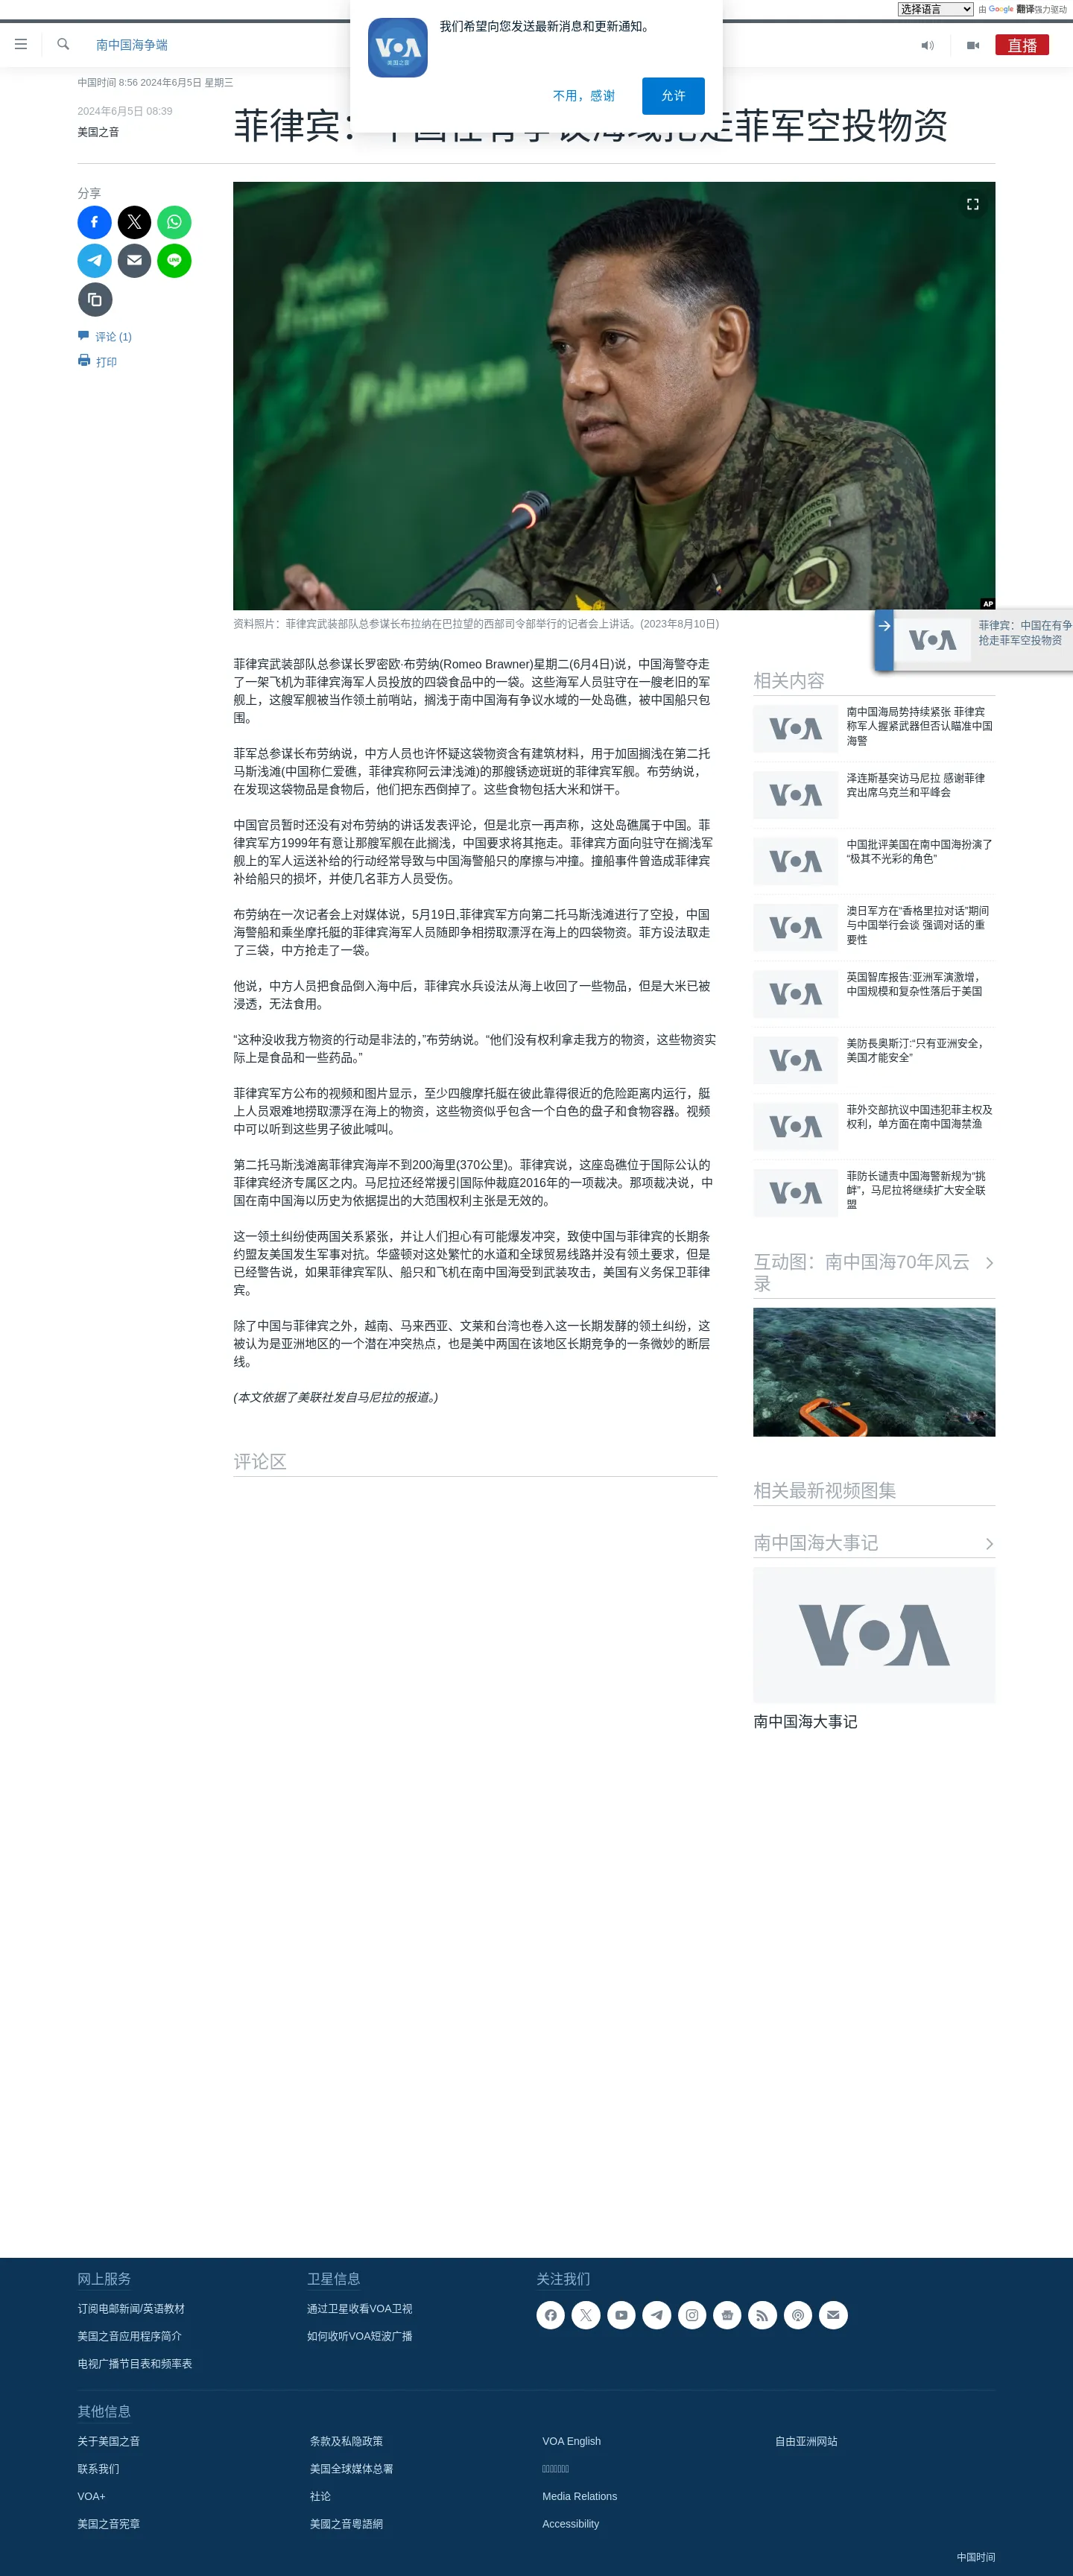 选择语言
由 Google 翻译强力驱动
我们希望向您发送最新消息和更新通知。
VOA
美国之音
不用，感谢
允许
南中国海争端
直播
中国时间 8:56 2024年6月5日 星期三
2024年6月5日 08:39
美国之音
菲律宾：
抢走菲军空投物资
分享
评论 (1)
打印
Palawan
AP
资料照片：菲律宾武装部队总参谋长布拉纳在巴拉望的西部司令部举行的记者会上讲话。(2023年8月10日)
VOA
菲律宾：中国在有争
抢走菲军空投物资
菲律宾武装部队总参谋长罗密欧·布劳纳(Romeo Brawner)星期二(6月4日)说，中国海警夺走
了一架飞机为菲律宾海军人员投放的四袋食品中的一袋。这些海军人员驻守在一艘老旧的军
舰上，这艘军舰被当作领土前哨站，搁浅于南中国海有争议水域的一处岛礁，被中国船只包
围。
菲军总参谋长布劳纳说，中方人员也许怀疑这袋物资含有建筑材料，用于加固搁浅在第二托
马斯浅滩(中国称仁爱礁，菲律宾称阿云津浅滩)的那艘锈迹斑斑的菲律宾军舰。布劳纳说，
在发现这袋物品是食物后，他们把东西倒掉了。这些食物包括大米和饼干。
中国官员暂时还没有对布劳纳的讲话发表评论，但是北京一再声称，这处岛礁属于中国。菲
律宾军方1999年有意让那艘军舰在此搁浅，中国要求将其拖走。菲律宾方面向驻守在搁浅军
舰上的军人运送补给的行动经常导致与中国海警船只的摩擦与冲撞。撞船事件曾造成菲律宾
补给船只的损坏，并使几名菲方人员受伤。
布劳纳在一次记者会上对媒体说，5月19日,菲律宾军方向第二托马斯浅滩进行了空投，中国
海警船和乘坐摩托艇的菲律宾海军人员随即争相捞取漂浮在海上的四袋物资。菲方设法取走
了三袋，中方抢走了一袋。
他说，中方人员把食品倒入海中后，菲律宾水兵设法从海上收回了一些物品，但是大米已被
浸透，无法食用。
“这种没收我方物资的行动是非法的，”布劳纳说。“他们没有权利拿走我方的物资，这些物资实
际上是食品和一些药品。”
菲律宾军方公布的视频和图片显示，至少四艘摩托艇在彼此靠得很近的危险距离内运行，艇
上人员艰难地捞取漂浮在海上的物资，这些物资似乎包含一个白色的盘子和食物容器。视频
中可以听到这些男子彼此喊叫。
第二托马斯浅滩离菲律宾海岸不到200海里(370公里)。菲律宾说，这座岛礁位于国际公认的
菲律宾经济专属区之内。马尼拉还经常援引国际仲裁庭2016年的一项裁决。那项裁决说，中
国在南中国海以历史为依据提出的大范围权利主张是无效的。
这一领土纠纷使两国关系紧张，并让人们担心有可能爆发冲突，致使中国与菲律宾的长期条
约盟友美国发生军事对抗。华盛顿对这处繁忙的水道和全球贸易线路并没有领土要求，但是
已经警告说，如果菲律宾军队、船只和飞机在南中国海受到武装攻击，美国有义务保卫菲律
宾。
除了中国与菲律宾之外，越南、马来西亚、文莱和台湾也卷入这一长期发酵的领土纠纷，这
被认为是亚洲地区的一个潜在冲突热点，也是美中两国在该地区长期竞争的一条微妙的断层
线。
(本文依据了美联社发自马尼拉的报道。)
评论区
相关内容
VOA
南中国海局势持续紧张 菲律宾
称军人握紧武器但否认瞄准中国
海警
VOA
泽连斯基突访马尼拉 感谢菲律
宾出席乌克兰和平峰会
VOA
中国批评美国在南中国海扮演了
“极其不光彩的角色”
VOA
澳日军方在“香格里拉对话”期间
与中国举行会谈 强调对话的重
要性
VOA
英国智库报告:亚洲军演激增，
中国规模和复杂性落后于美国
VOA
美防長奥斯汀:“只有亚洲安全，
美国才能安全”
VOA
菲外交部抗议中国违犯菲主权及
权利，单方面在南中国海禁渔
VOA
菲防长谴责中国海警新规为“挑
衅”，马尼拉将继续扩大安全联
盟
互动图：南中国海70年风云
录
相关最新视频图集
南中国海大事记
VOA
南中国海大事记
网上服务
订阅电邮新闻/英语教材
美国之音应用程序简介
电视广播节目表和频率表
卫星信息
通过卫星收看VOA卫视
如何收听VOA短波广播
关注我们
其他信息
关于美国之音
联系我们
VOA+
美国之音宪章
条款及私隐政策
美国全球媒体总署
社论
美國之音粵語網
VOA English
Media Relations
Accessibility
自由亚洲网站
中国时间